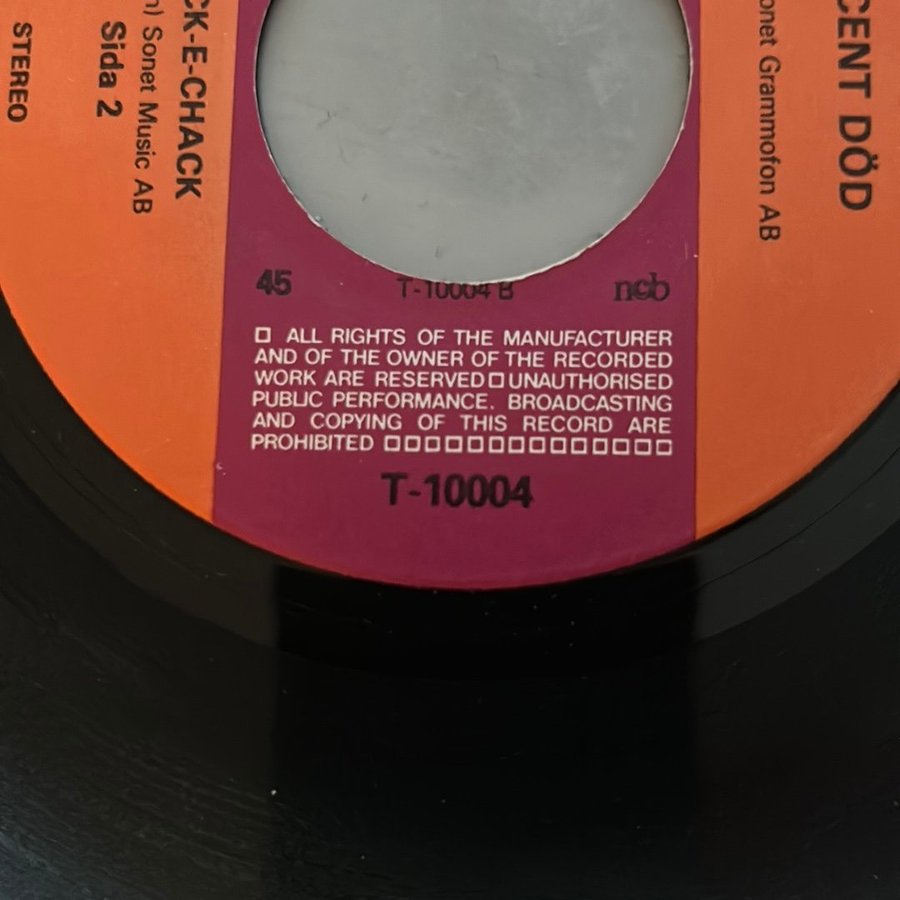 CK-E-CHACK
n) Sonet Music AB
Sida 2
STEREO
CENT DÖD
onet Grammofon AB
45 T-10004 B ncb
□ ALL RIGHTS OF THE MANUFACTURER
AND OF THE OWNER OF THE RECORDED
WORK ARE RESERVED□UNAUTHORISED
PUBLIC PERFORMANCE, BROADCASTING
AND COPYING OF THIS RECORD ARE
PROHIBITED □□□□□□□□□□□□□□
T-10004